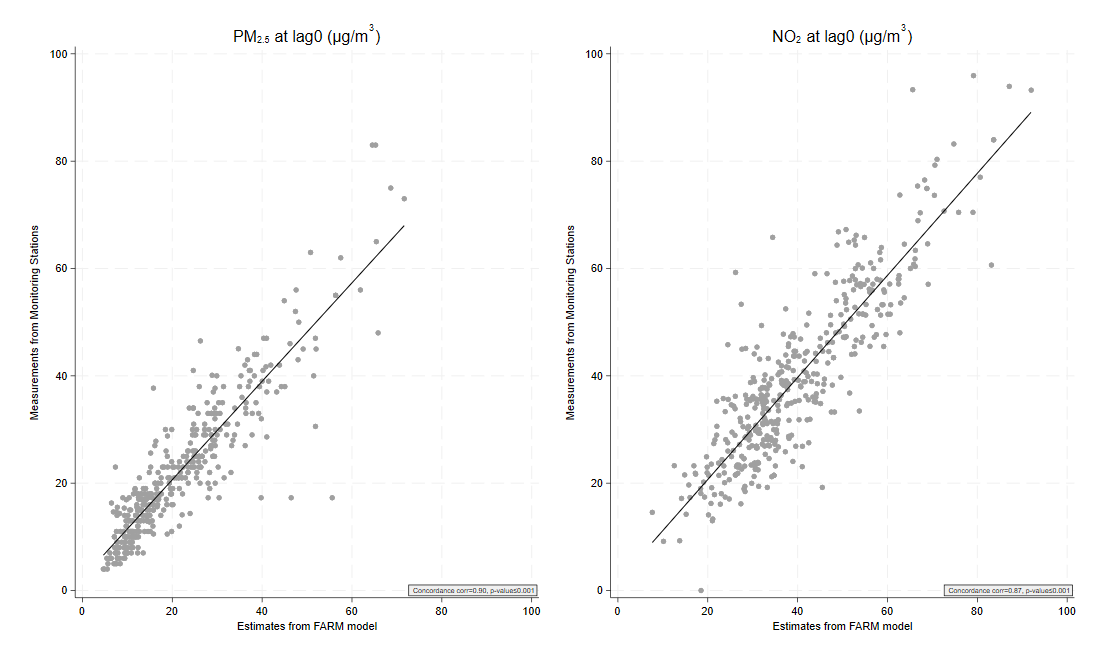 PM₂.₅ at lag0 (µg/m³)
100
80
60
40
20
0
Measurements from Monitoring Stations
Concordance corr=0.90, p-value≤0.001
0 20 40 60 80 100
Estimates from FARM model
NO₂ at lag0 (µg/m³)
100
80
60
40
20
0
Measurements from Monitoring Stations
Concordance corr=0.87, p-value≤0.001
0 20 40 60 80 100
Estimates from FARM model